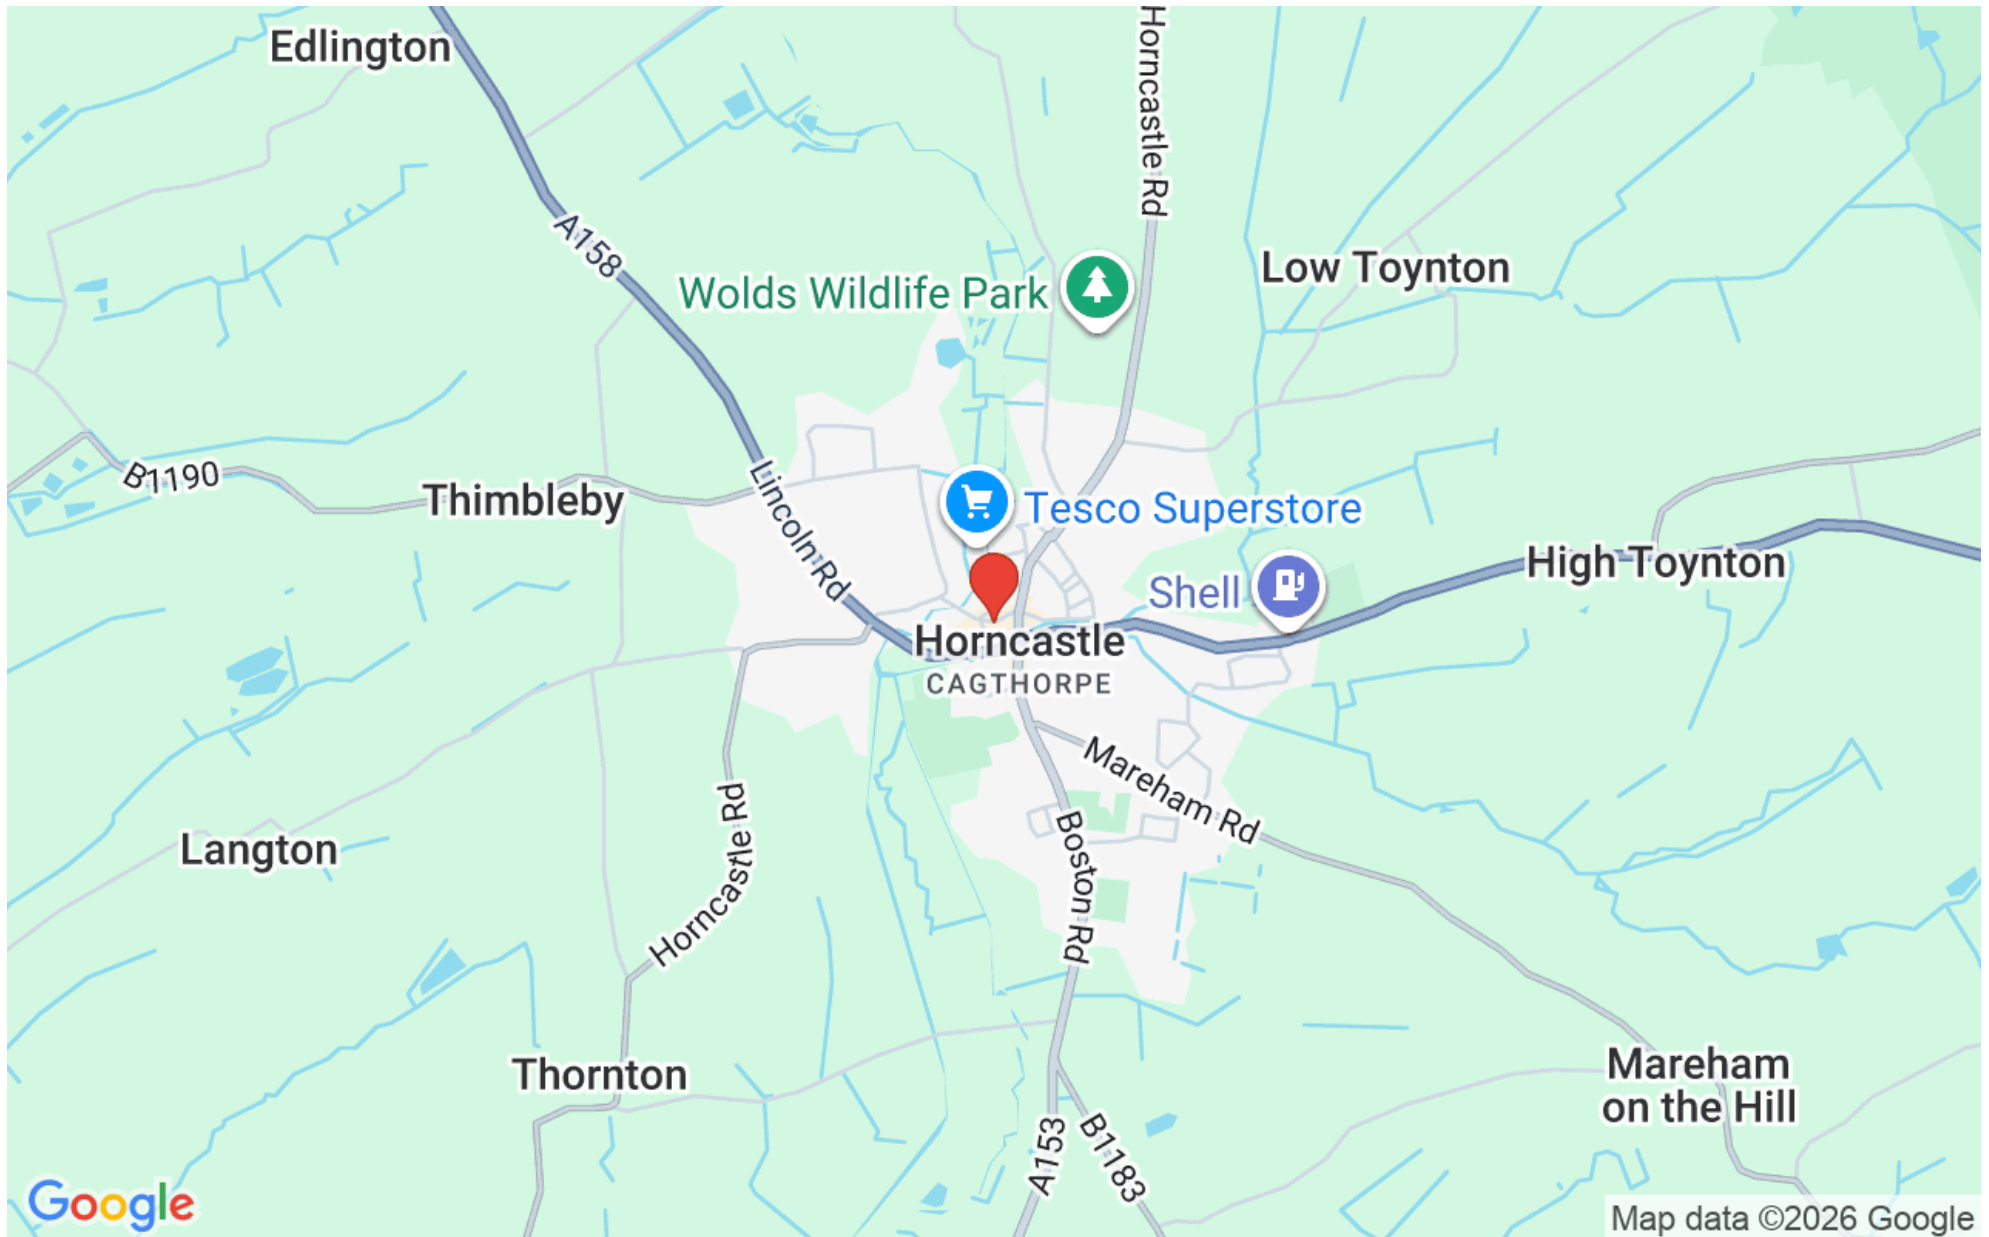 Edlington
Horncastle Rd
A158
Low Toynton
Wolds Wildlife Park
B1190
Thimbleby
Lincoln Rd
Tesco Superstore
High Toynton
Shell
Horncastle
CAGTHORPE
Mareham Rd
Horncastle Rd
Boston Rd
Langton
Thornton
Mareham
on the Hill
A153
B1183
Google
Map data ©2026 Google